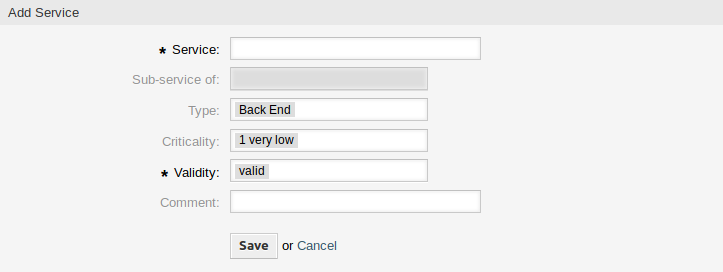 Add Service
* Service:
Sub-service of:
Type: Back End
Criticality: 1 very low
* Validity: valid
Comment:
Save or Cancel